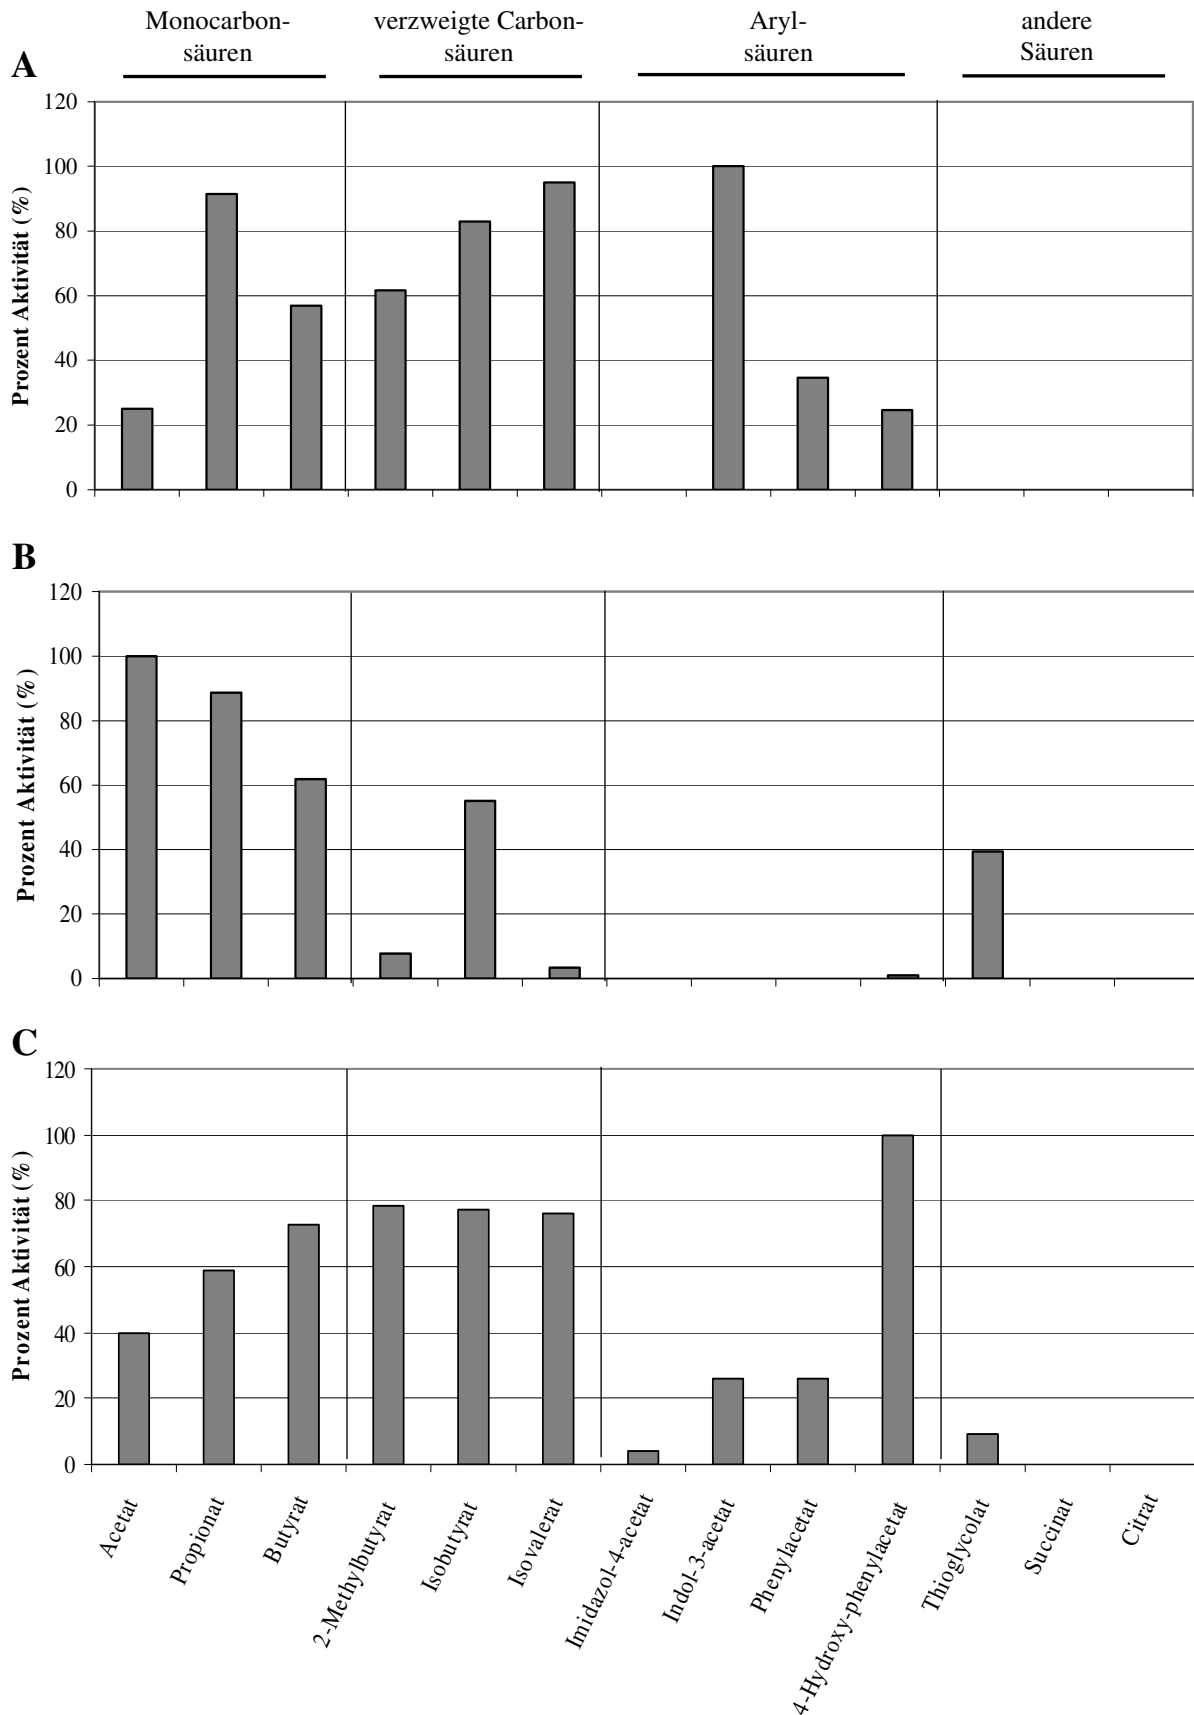 Monocarbon-
säuren
verzweigte Carbon-
säuren
Aryl-
säuren
andere
Säuren
A
Prozent Aktivität (%)
120
100
80
60
40
20
0
B
Prozent Aktivität (%)
120
100
80
60
40
20
0
C
Prozent Aktivität (%)
120
100
80
60
40
20
0
Acetat
Propionat
Butyrat
2-Methylbutyrat
Isobutyrat
Isovalerat
Imidazol-4-acetat
Indol-3-acetat
Phenylacetat
4-Hydroxy-phenylacetat
Thioglycolat
Succinat
Citrat